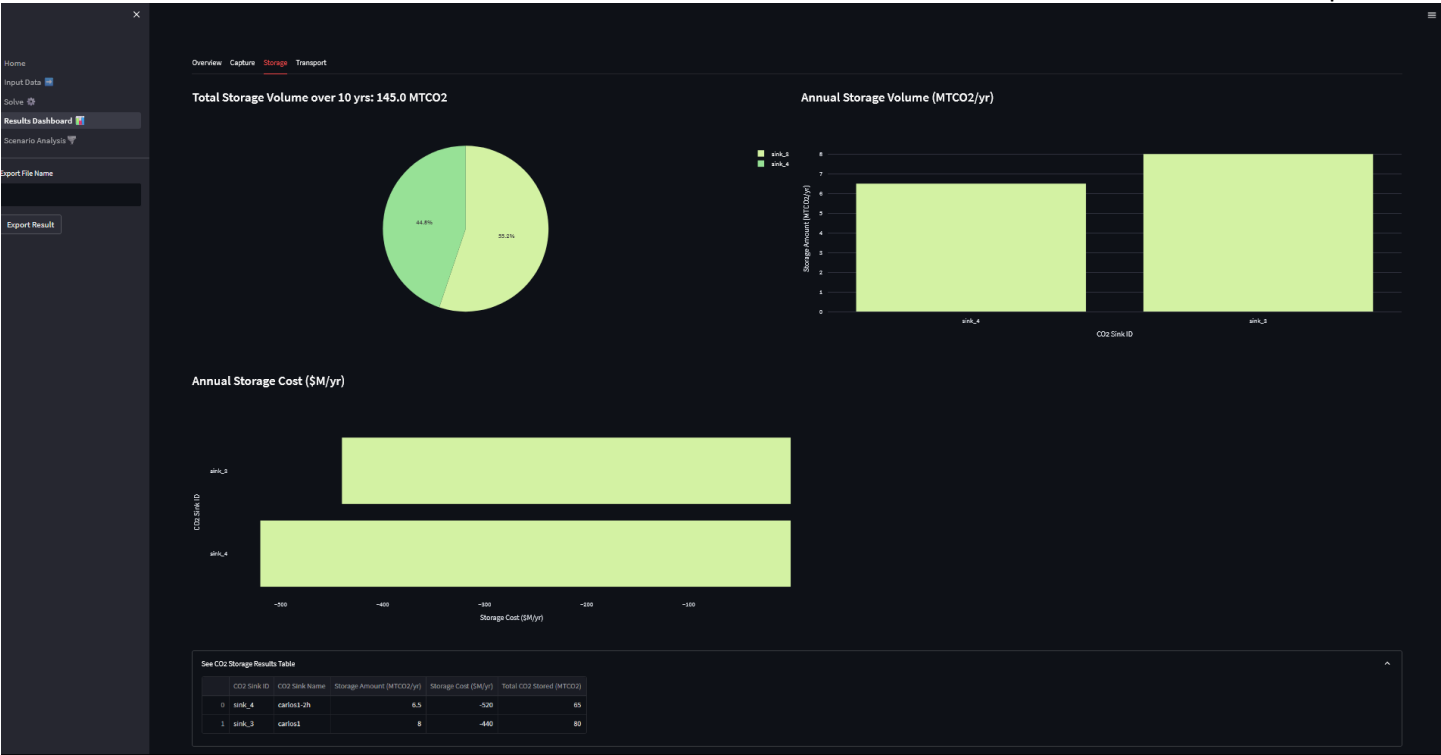 ×
Home
Input Data ➡
Solve ⚙
Results Dashboard 📊
Scenario Analysis
Export File Name
Export Result
Overview Capture Storage Transport
Total Storage Volume over 10 yrs: 145.0 MTCO2
sink_3
sink_4
44.8%
55.2%
Annual Storage Volume (MTCO2/yr)
8
7
6
5
4
3
2
1
0
Storage Amount (MTCO2/yr)
sink_4 sink_3
CO2 Sink ID
Annual Storage Cost ($M/yr)
sink_3
sink_4
CO2 Sink ID
−500 −400 −300 −200 −100
Storage Cost ($M/yr)
See CO2 Storage Results Table
CO2 Sink ID CO2 Sink Name Storage Amount (MTCO2/yr) Storage Cost ($M/yr) Total CO2 Stored (MTCO2)
0 sink_4 carlos1-2h 6.5 -520 65
1 sink_3 carlos1 8 -440 80